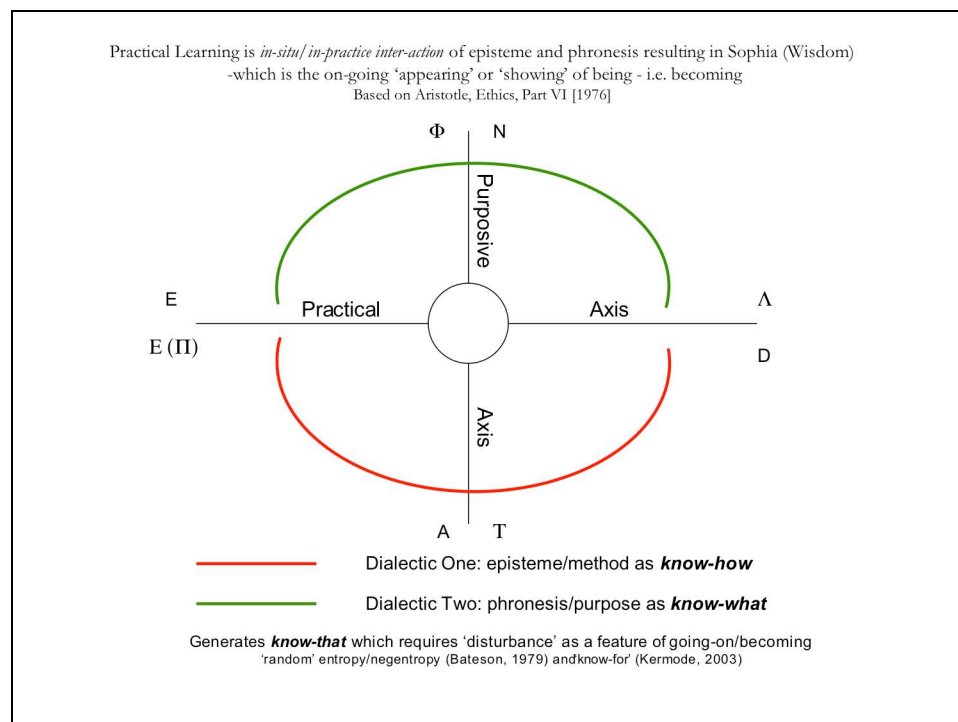 Practical Learning is in-situ/in-practice inter-action of episteme and phronesis resulting in Sophia (Wisdom)
-which is the on-going ‘appearing’ or ‘showing’ of being - i.e. becoming
Based on Aristotle, Ethics, Part VI [1976]
Φ N
Purposive
E Λ
Practical Axis
E (Π) D
Axis
A T
Dialectic One: episteme/method as know-how
Dialectic Two: phronesis/purpose as know-what
Generates know-that which requires ‘disturbance’ as a feature of going-on/becoming
‘random’ entropy/negentropy (Bateson, 1979) and‘know-for’ (Kermode, 2003)